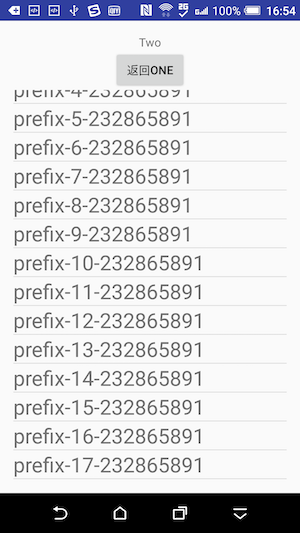 100% 16:54
Two
返回ONE
prefix-4-232865891
prefix-5-232865891
prefix-6-232865891
prefix-7-232865891
prefix-8-232865891
prefix-9-232865891
prefix-10-232865891
prefix-11-232865891
prefix-12-232865891
prefix-13-232865891
prefix-14-232865891
prefix-15-232865891
prefix-16-232865891
prefix-17-232865891